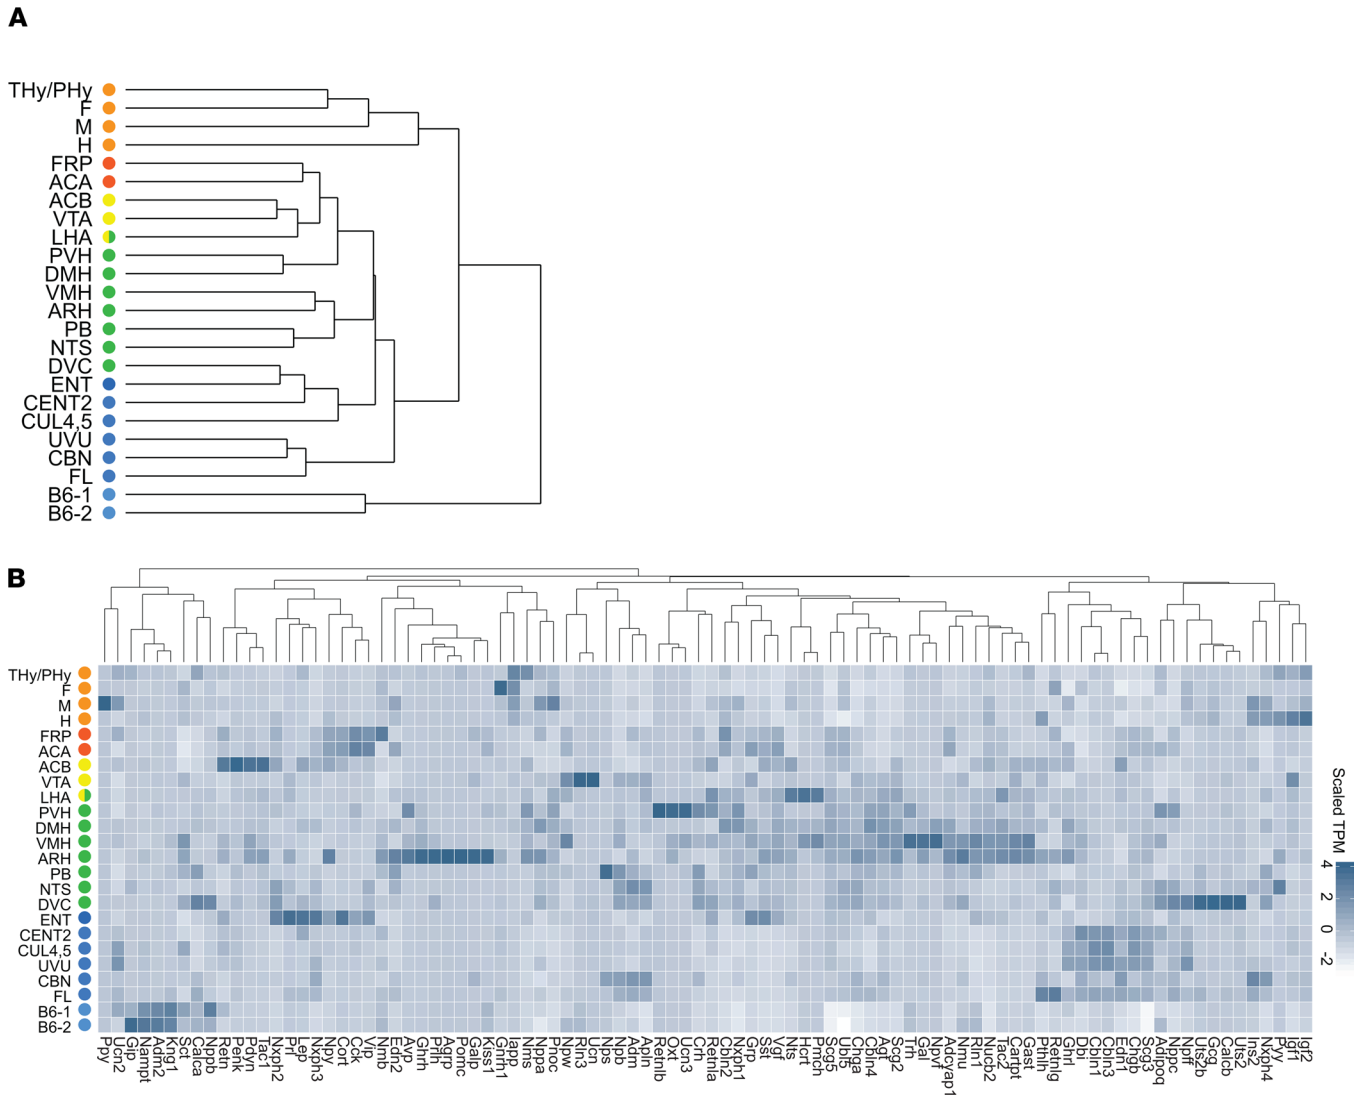 A
THy/PHy
F
M
H
FRP
ACA
ACB
VTA
LHA
PVH
DMH
VMH
ARH
PB
NTS
DVC
ENT
CENT2
CUL4,5
UVU
CBN
FL
B6-1
B6-2
B
THy/PHy
F
M
H
FRP
ACA
ACB
VTA
LHA
PVH
DMH
VMH
ARH
PB
NTS
DVC
ENT
CENT2
CUL4,5
UVU
CBN
FL
B6-1
B6-2
Scaled TPM
4
2
0
-2
Ppy
Ucn2
Gip
Nampt
Adm2
Kng1
Sct
Calca
Nppb
Retn
Penk
Pdyn
Tac1
Nxph2
Prl
Lep
Nxph3
Npy
Cort
Cck
Vip
Nmb
Edn2
Avp
Ghrh
Prlh
Agrp
Pomc
Galp
Kiss1
Gnrh1
Iapp
Nms
Nppa
Pnoc
Npw
Rln3
Ucn
Nps
Npb
Adm
Apln
Retnlb
Oxt
Ucn3
Crh
Retnla
Cbln2
Nxph1
Grp
Sst
Vgf
Nts
Hcrt
Pmch
Scg5
Ubl5
Chga
Cbln4
Agt
Scg2
Trh
Gal
Npvf
Adcyap1
Nmu
Rln1
Nucb2
Tac2
Cartpt
Gast
Pthlh
Retnlg
Ghrl
Dbi
Cbln1
Cbln3
Edn1
Chgb
Scg3
Adipoq
Nppc
Npff
Uts2b
Gcg
Calcb
Uts2
Ins2
Nxph4
Pyy
Igf1
Igf2